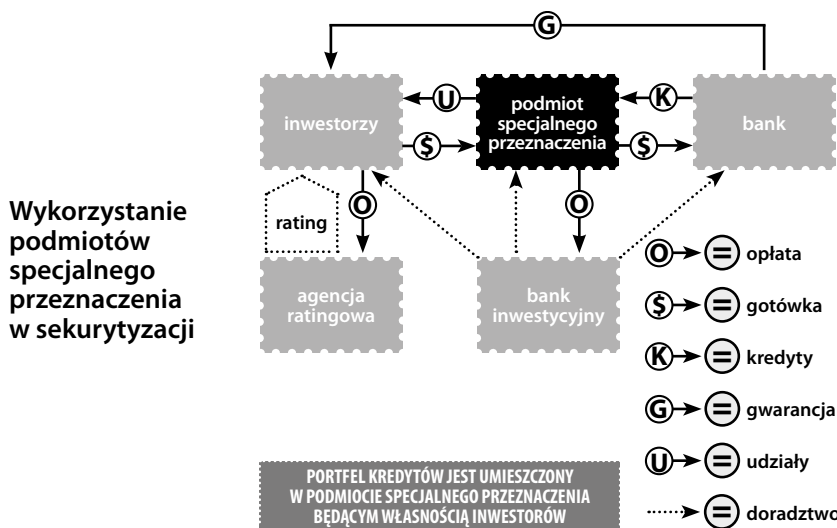 G
inwestorzy
U
$
podmiot
specjalnego
przeznaczenia
K
$
bank
Wykorzystanie
podmiotów
specjalnego
przeznaczenia
w sekurytyzacji
rating
O
O
agencja
ratingowa
bank
inwestycyjny
O = opłata
$ = gotówka
K = kredyty
G = gwarancja
U = udziały
= doradztwo
PORTFEL KREDYTÓW JEST UMIESZCZONY
W PODMIOCIE SPECJALNEGO PRZEZNACZENIA
BĘDĄCYM WŁASNOŚCIĄ INWESTORÓW